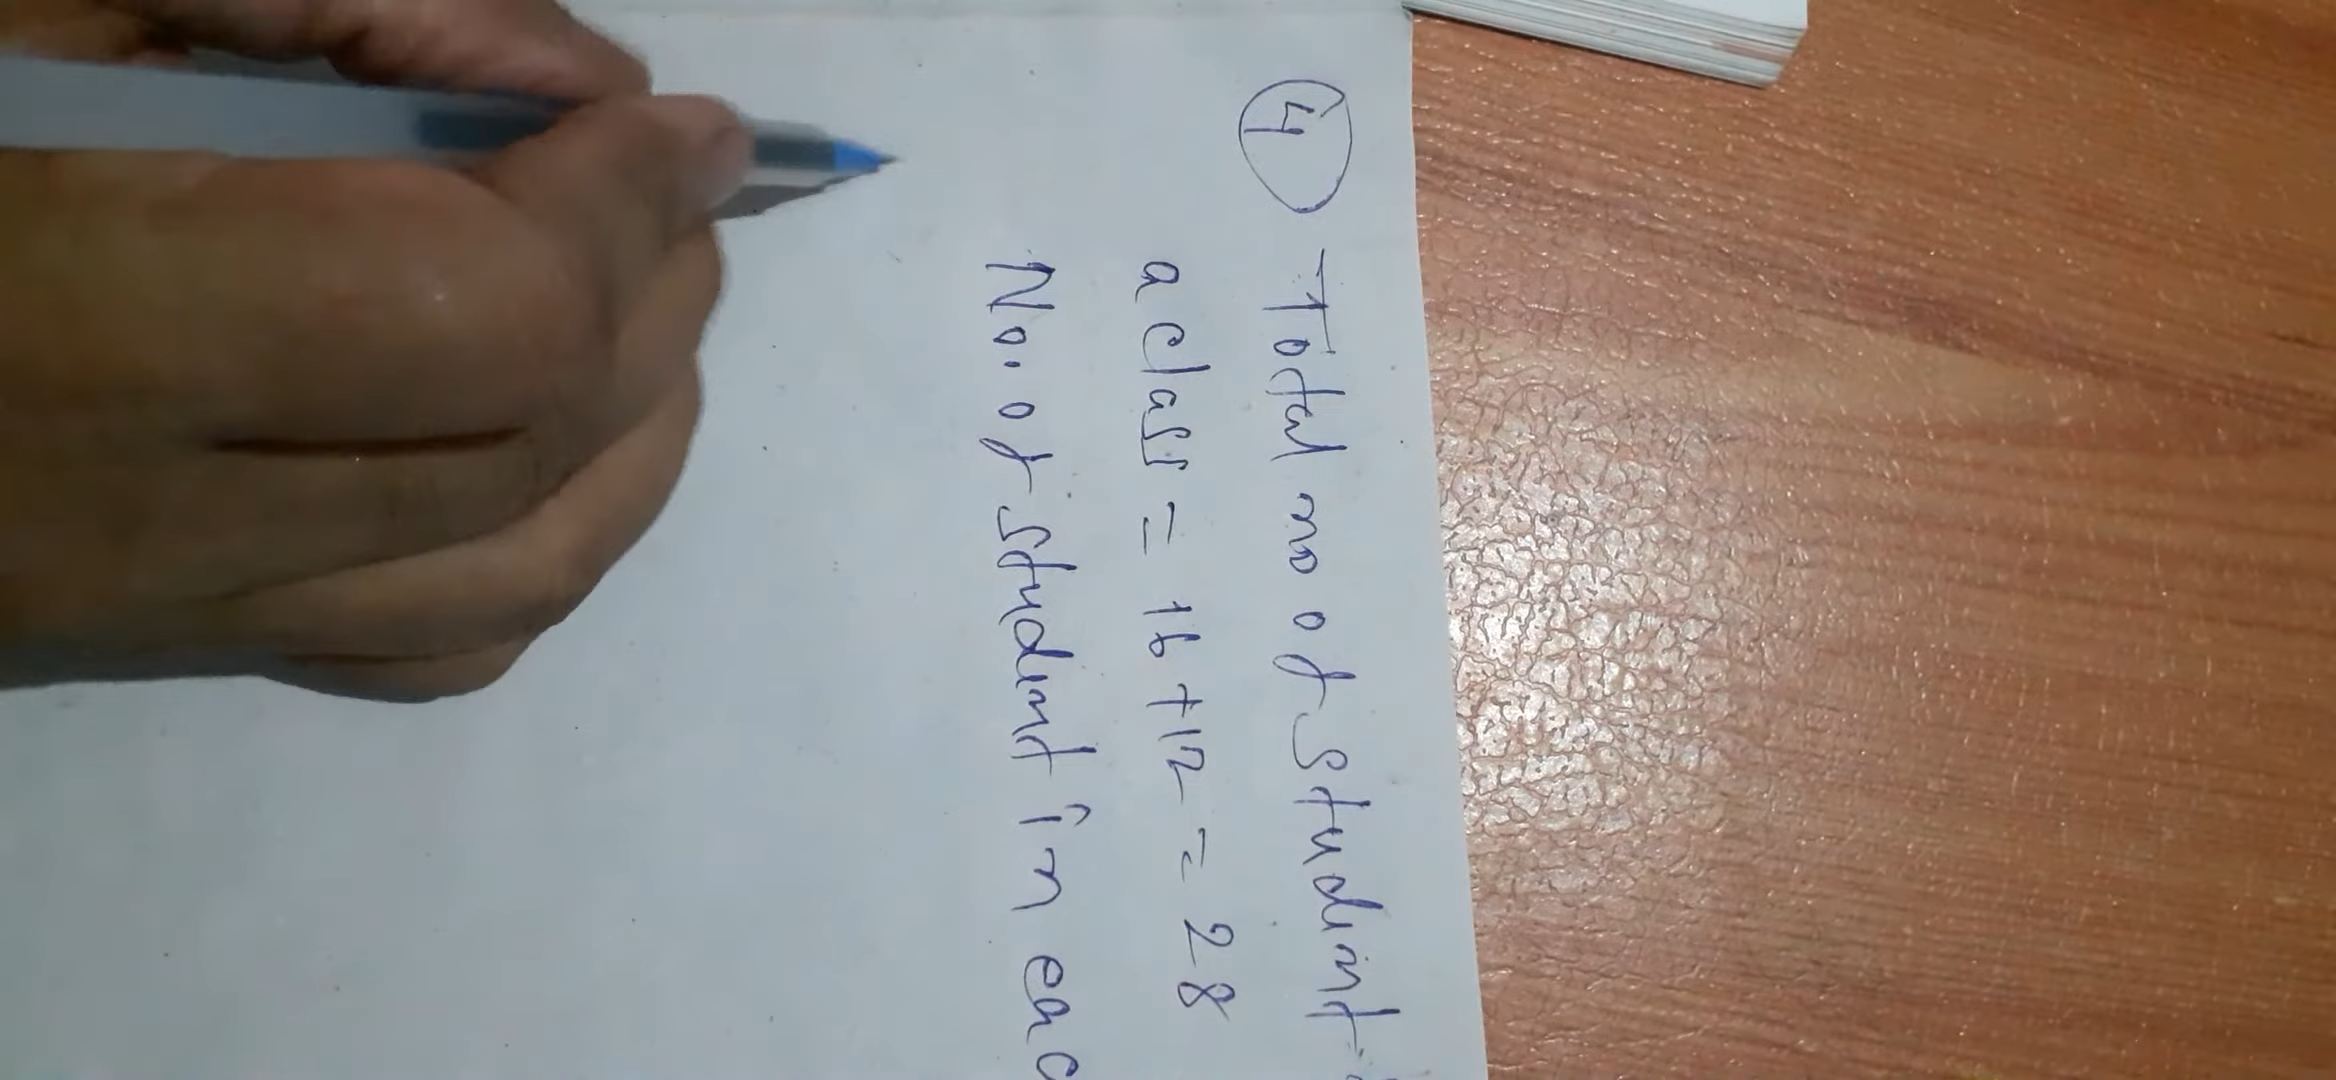 4 Total no of student
a class = 16 + 12 = 28
No. of student in eac